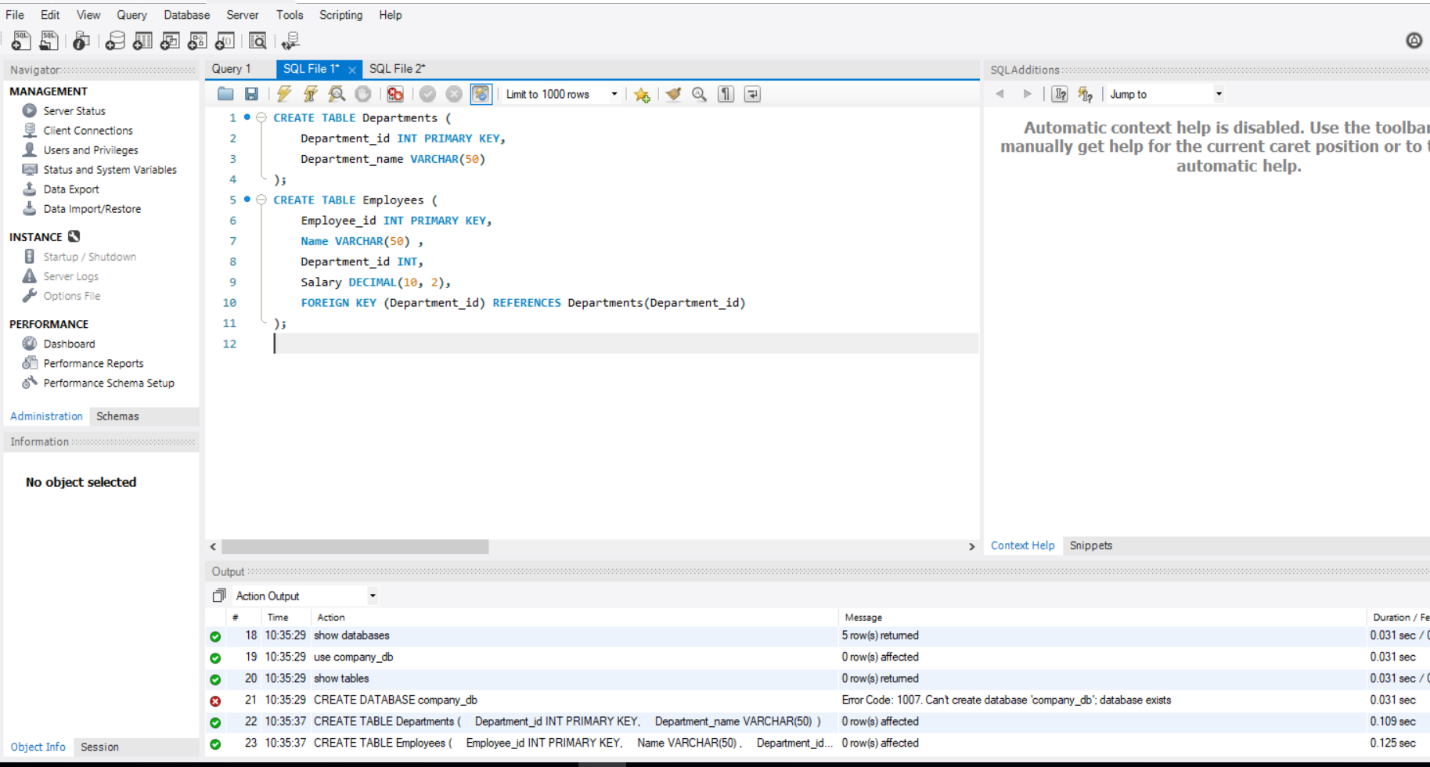 File Edit View Query Database Server Tools Scripting Help
Navigator
MANAGEMENT
Server Status
Client Connections
Users and Privileges
Status and System Variables
Data Export
Data Import/Restore
INSTANCE
Startup / Shutdown
Server Logs
Options File
PERFORMANCE
Dashboard
Performance Reports
Performance Schema Setup
Administration Schemas
Information
No object selected
Object Info Session
Query 1 SQL File 1* SQL File 2*
Limit to 1000 rows
1 CREATE TABLE Departments (
2 Department_id INT PRIMARY KEY,
3 Department_name VARCHAR(50)
4 );
5 CREATE TABLE Employees (
6 Employee_id INT PRIMARY KEY,
7 Name VARCHAR(50) ,
8 Department_id INT,
9 Salary DECIMAL(10, 2),
10 FOREIGN KEY (Department_id) REFERENCES Departments(Department_id)
11 );
12
SQLAdditions
Jump to
Automatic context help is disabled. Use the toolbar
manually get help for the current caret position or to
automatic help.
Context Help Snippets
Output
Action Output
# Time Action Message Duration / Fe
18 10:35:29 show databases 5 row(s) returned 0.031 sec /
19 10:35:29 use company_db 0 row(s) affected 0.031 sec
20 10:35:29 show tables 0 row(s) returned 0.031 sec /
21 10:35:29 CREATE DATABASE company_db Error Code: 1007. Can't create database 'company_db'; database exists 0.031 sec
22 10:35:37 CREATE TABLE Departments ( Department_id INT PRIMARY KEY, Department_name VARCHAR(50) ) 0 row(s) affected 0.109 sec
23 10:35:37 CREATE TABLE Employees ( Employee_id INT PRIMARY KEY, Name VARCHAR(50) , Department_id... 0 row(s) affected 0.125 sec